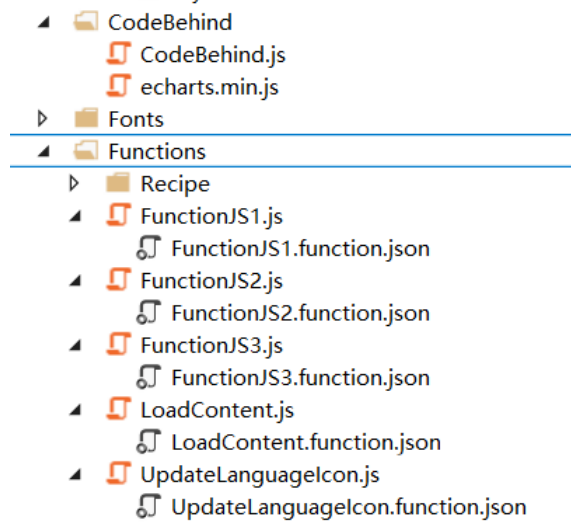 CodeBehind
CodeBehind.js
echarts.min.js
Fonts
Functions
Recipe
FunctionJS1.js
FunctionJS1.function.json
FunctionJS2.js
FunctionJS2.function.json
FunctionJS3.js
FunctionJS3.function.json
LoadContent.js
LoadContent.function.json
UpdateLanguageIcon.js
UpdateLanguageIcon.function.json